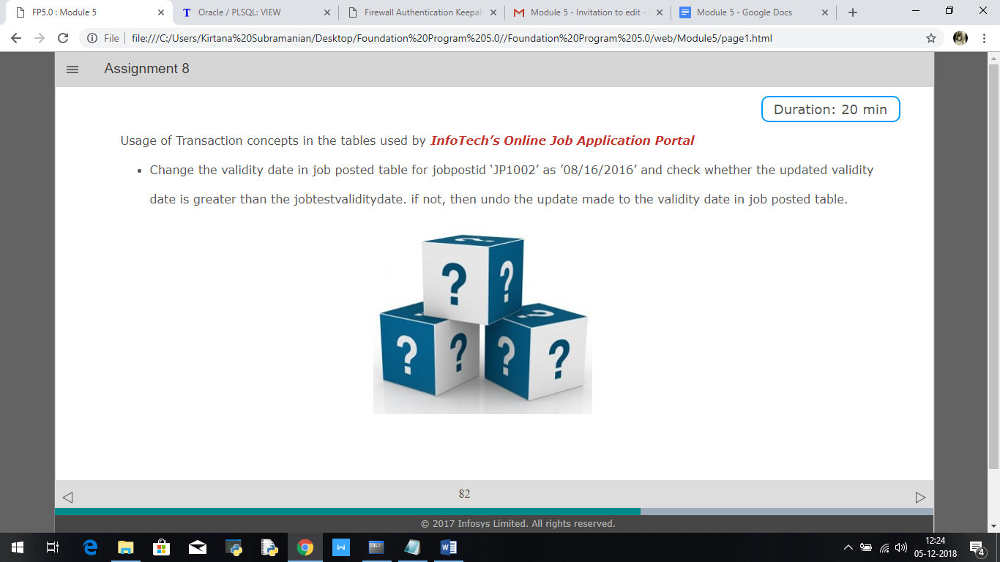 FP5.0 : Module 5
Oracle / PLSQL: VIEW
Firewall Authentication Keepal
Module 5 - Invitation to edit -
Module 5 - Google Docs
File
file:///C:/Users/Kirtana%20Subramanian/Desktop/Foundation%20Program%205.0//Foundation%20Program%205.0/web/Module5/page1.html
Assignment 8
Duration: 20 min
Usage of Transaction concepts in the tables used by InfoTech’s Online Job Application Portal
• Change the validity date in job posted table for jobpostid ‘JP1002’ as ’08/16/2016’ and check whether the updated validity
date is greater than the jobtestvaliditydate. if not, then undo the update made to the validity date in job posted table.
?
?
?
?
?
?
?
?
82
© 2017 Infosys Limited. All rights reserved.
SQL>
W
12:24
05-12-2018
4